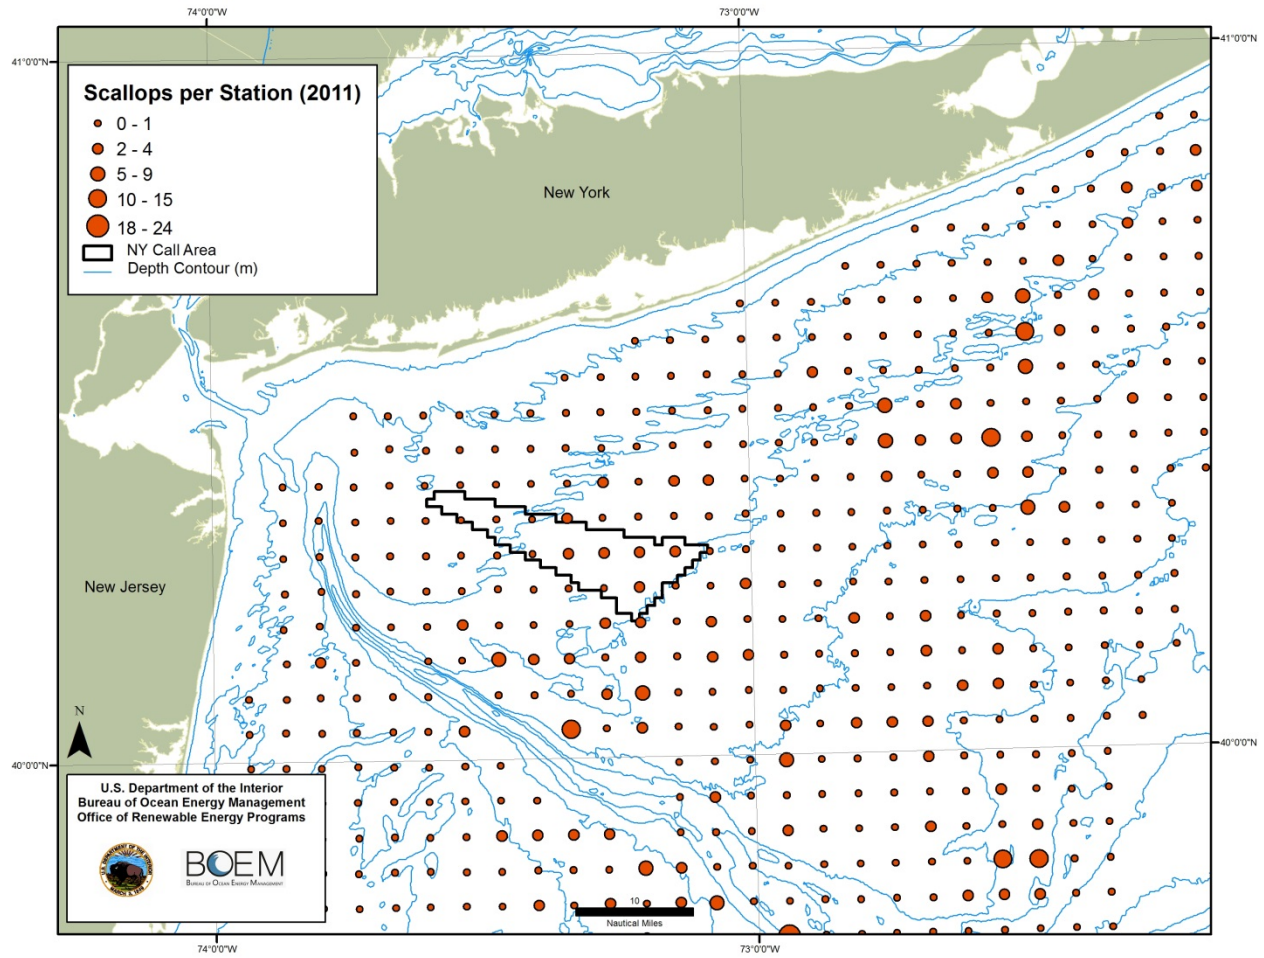 74°0'0"W
73°0'0"W
41°0'0"N
41°0'0"N
Scallops per Station (2011)
0 - 1
2 - 4
5 - 9
10 - 15
18 - 24
NY Call Area
Depth Contour (m)
New York
New Jersey
N
40°0'0"N
40°0'0"N
U.S. Department of the Interior
Bureau of Ocean Energy Management
Office of Renewable Energy Programs
BOEM
BUREAU OF OCEAN ENERGY MANAGEMENT
10
Nautical Miles
74°0'0"W
73°0'0"W